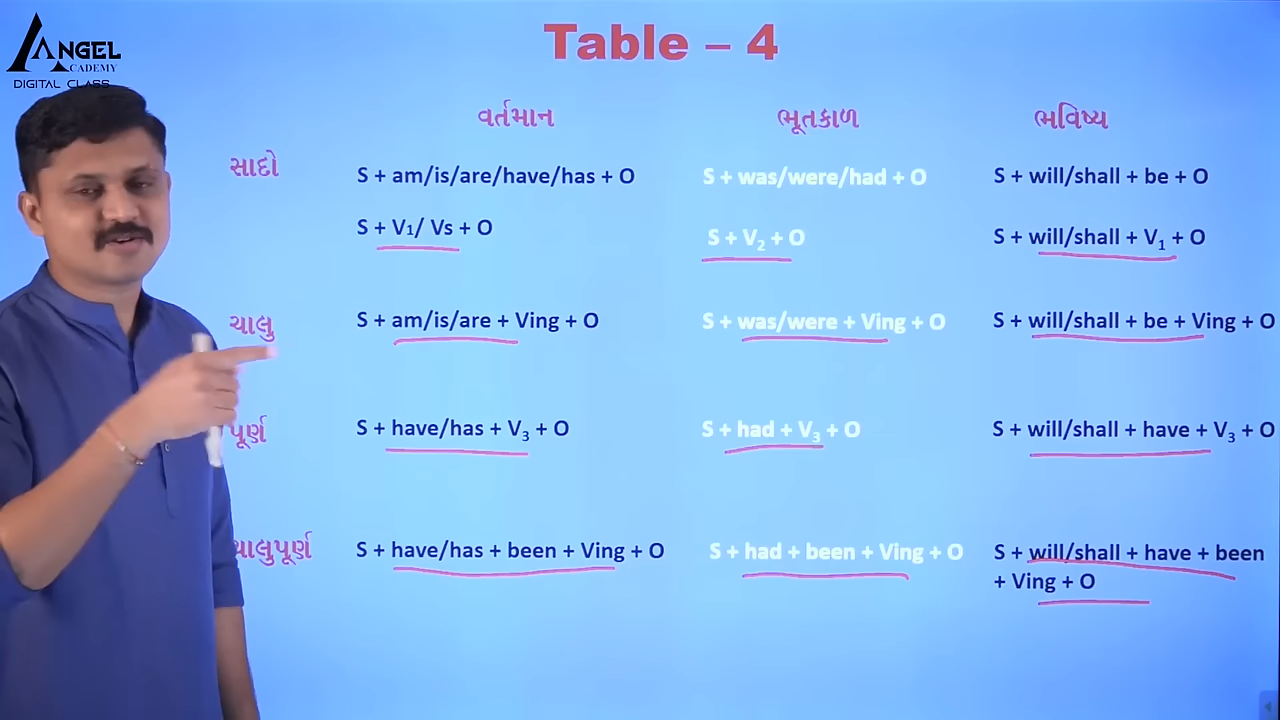 ANGEL
ACADEMY
DIGITAL CLASS
Table – 4
વર્તમાન ભૂતકાળ ભવિષ્ય
સાદો S + am/is/are/have/has + O S + was/were/had + O S + will/shall + be + O
S + V1/ Vs + O S + V2 + O S + will/shall + V1 + O
ચાલુ S + am/is/are + Ving + O S + was/were + Ving + O S + will/shall + be + Ving + O
પૂર્ણ S + have/has + V3 + O S + had + V3 + O S + will/shall + have + V3 + O
ચાલુપૂર્ણ S + have/has + been + Ving + O S + had + been + Ving + O S + will/shall + have + been
+ Ving + O